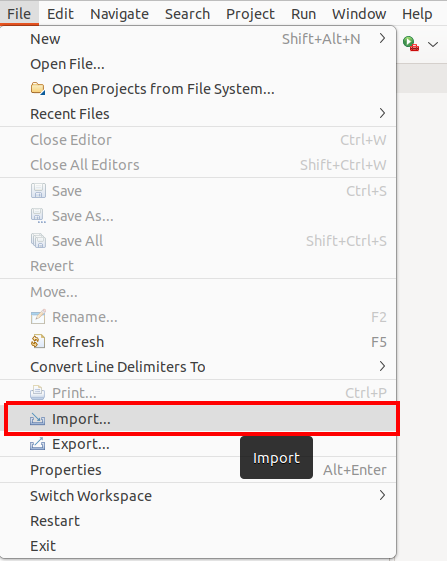 File Edit Navigate Search Project Run Window Help
New Shift+Alt+N
Open File...
Open Projects from File System...
Recent Files
Close Editor Ctrl+W
Close All Editors Shift+Ctrl+W
Save Ctrl+S
Save As...
Save All Shift+Ctrl+S
Revert
Move...
Rename... F2
Refresh F5
Convert Line Delimiters To
Print... Ctrl+P
Import...
Export...
Import
Properties Alt+Enter
Switch Workspace
Restart
Exit